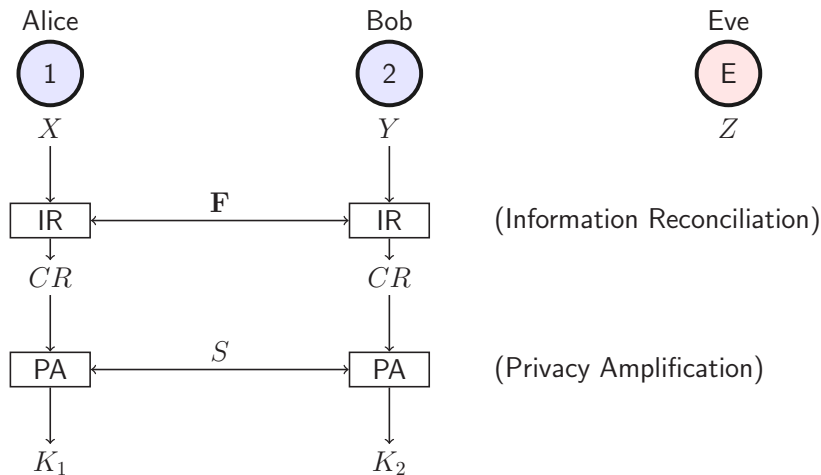 Alice Bob Eve
1 2 E
X Y Z
F
IR IR (Information Reconciliation)
CR CR
S
PA PA (Privacy Amplification)
K₁ K₂